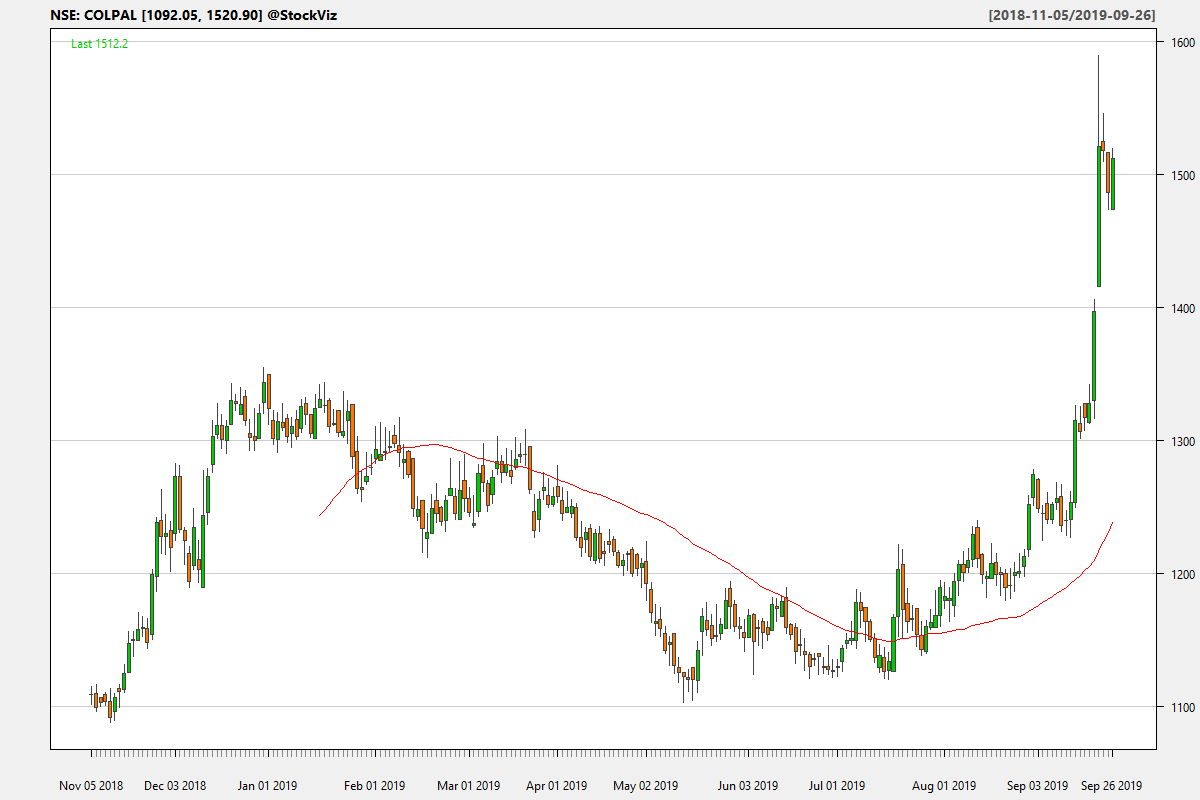 NSE: COLPAL [1092.05, 1520.90] @StockViz [2018-11-05/2019-09-26]
Last 1512.2
1600
1500
1400
1300
1200
1100
Nov 05 2018 Dec 03 2018 Jan 01 2019 Feb 01 2019 Mar 01 2019 Apr 01 2019 May 02 2019 Jun 03 2019 Jul 01 2019 Aug 01 2019 Sep 03 2019 Sep 26 2019